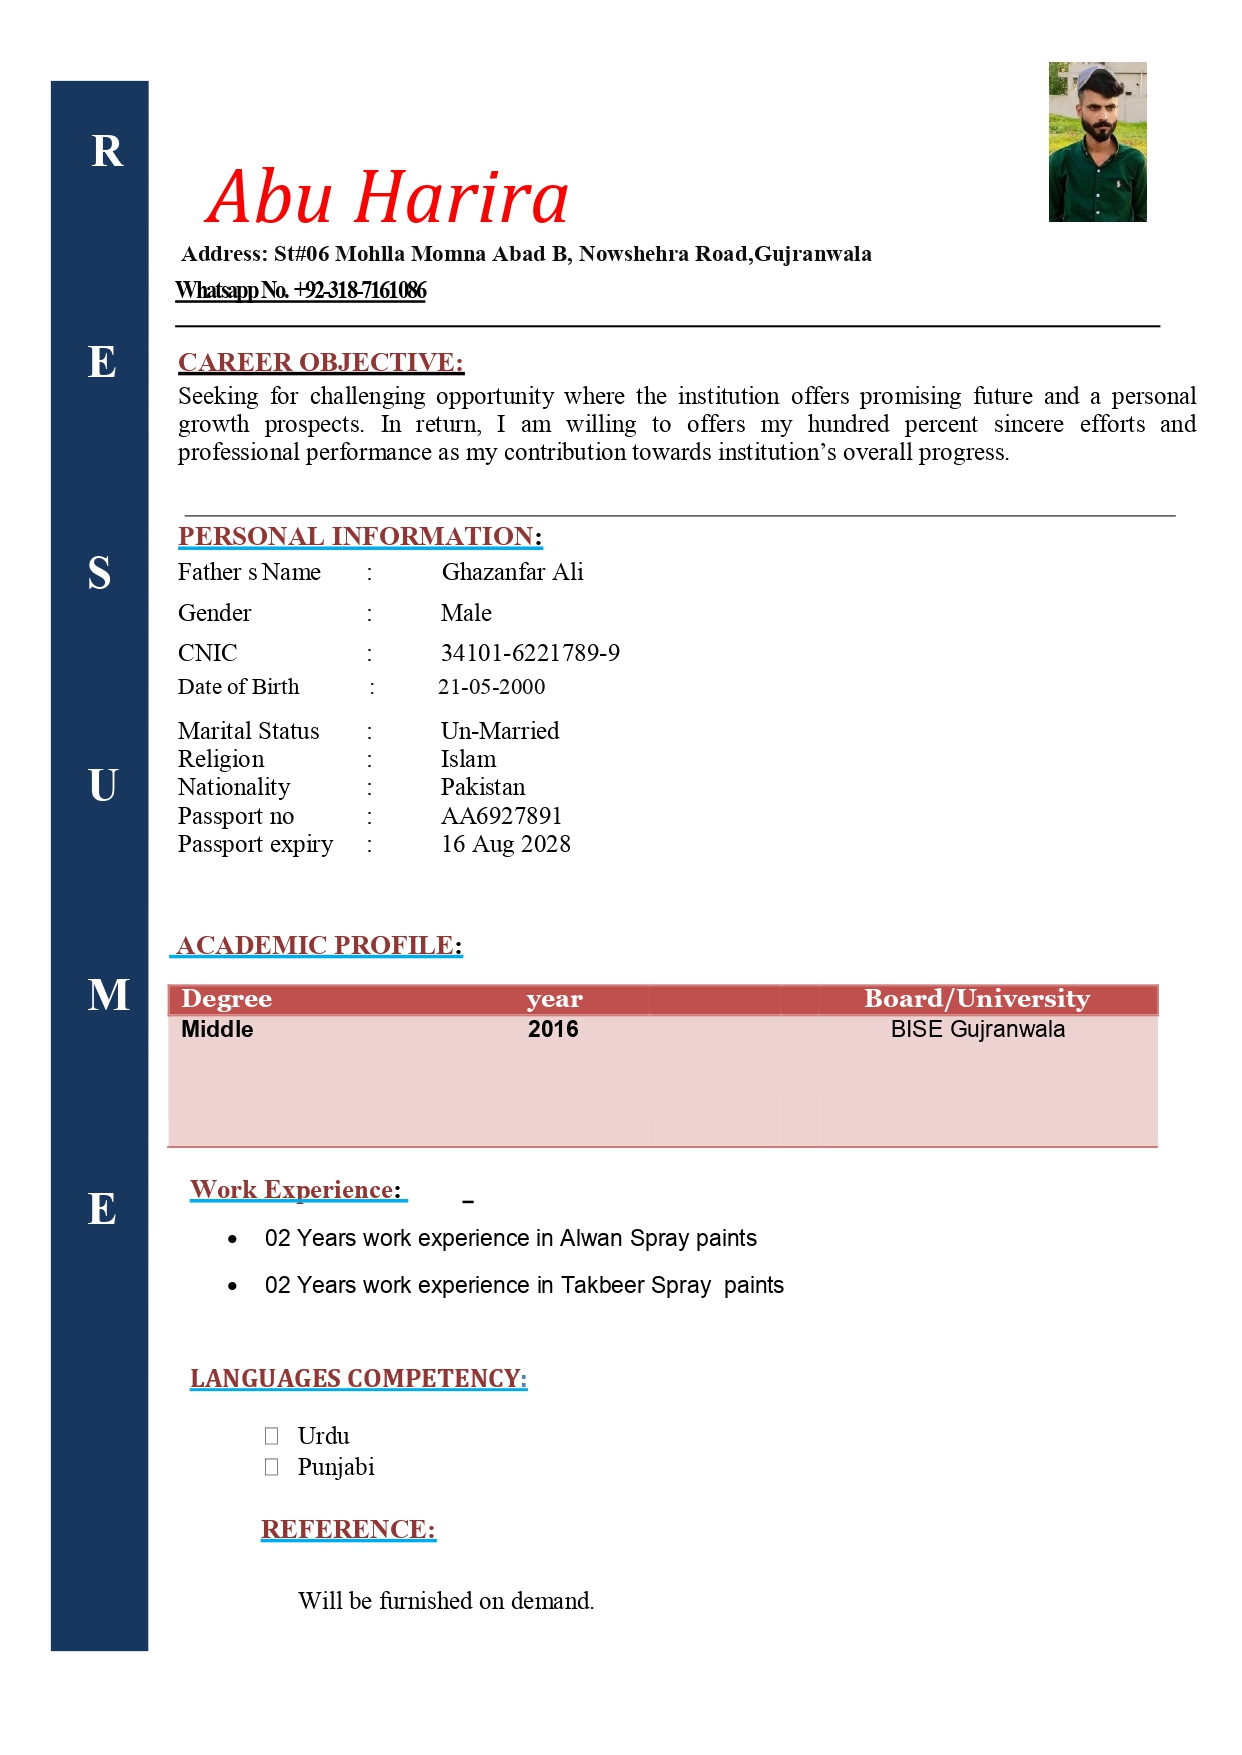 RESUME
Abu Harira
Address: St#06 Mohlla Momna Abad B, Nowshehra Road,Gujranwala
Whatsapp No. +92-318-7161086
CAREER OBJECTIVE:
Seeking for challenging opportunity where the institution offers promising future and a personal
growth prospects. In return, I am willing to offers my hundred percent sincere efforts and
professional performance as my contribution towards institution’s overall progress.
PERSONAL INFORMATION:
Father s Name : Ghazanfar Ali
Gender : Male
CNIC : 34101-6221789-9
Date of Birth : 21-05-2000
Marital Status : Un-Married
Religion : Islam
Nationality : Pakistan
Passport no : AA6927891
Passport expiry : 16 Aug 2028
ACADEMIC PROFILE:
Degree year Board/University
Middle 2016 BISE Gujranwala
Work Experience: _
• 02 Years work experience in Alwan Spray paints
• 02 Years work experience in Takbeer Spray paints
LANGUAGES COMPETENCY:
Urdu
Punjabi
REFERENCE:
Will be furnished on demand.